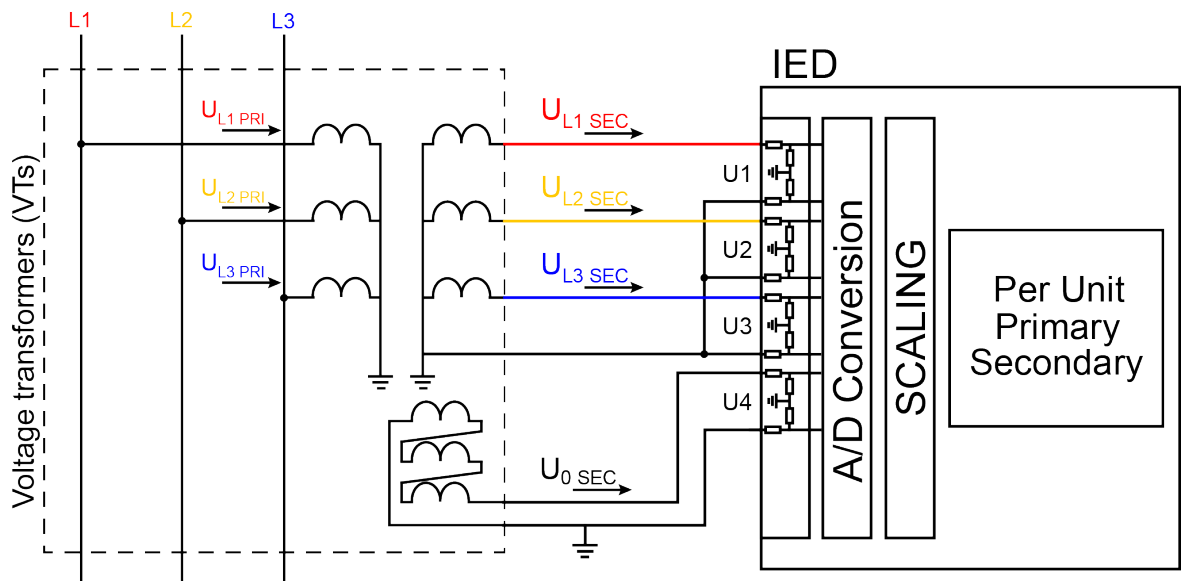 L1 L2 L3
IED
Voltage transformers (VTs)
UL1 PRI
UL1 SEC
U1
UL2 PRI
UL2 SEC
U2
UL3 PRI
UL3 SEC
U3
U4
U0 SEC
A/D Conversion
SCALING
Per Unit
Primary
Secondary